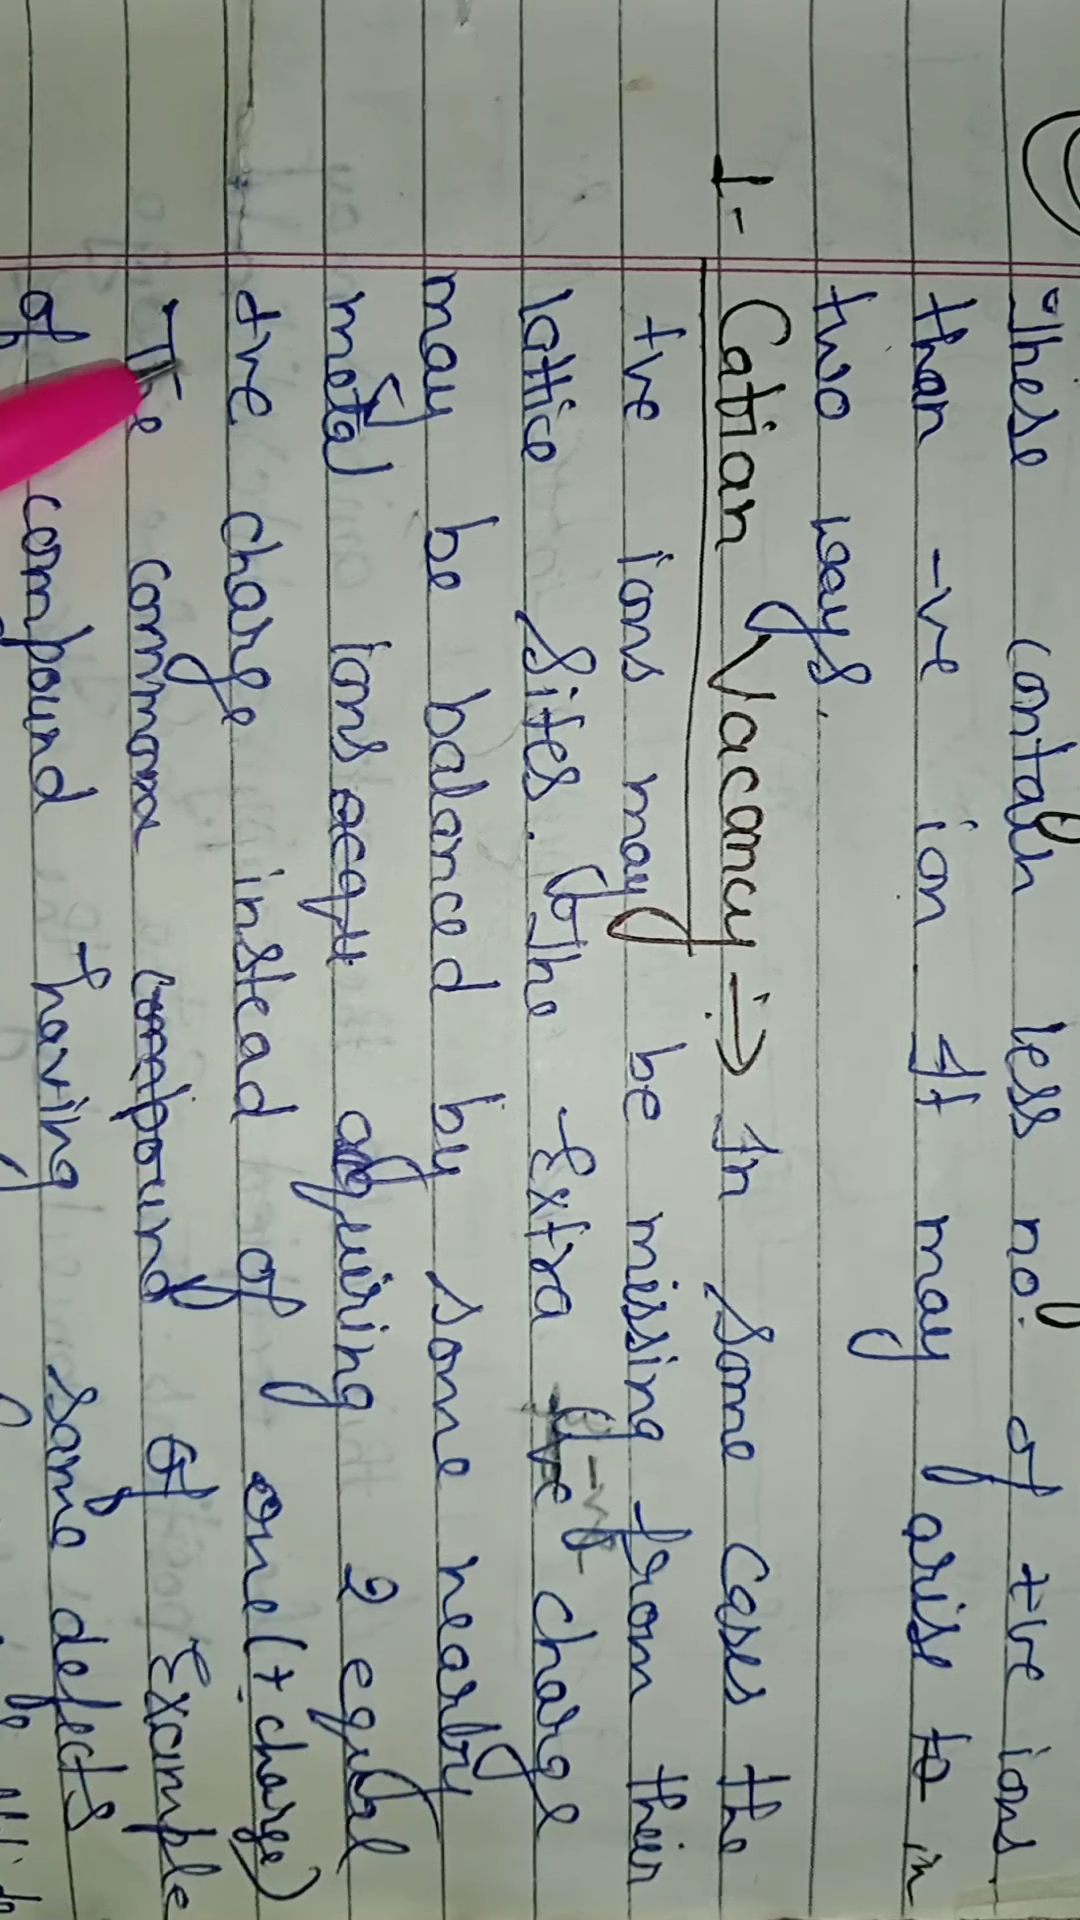 These contain less no. of +ve ions
than -ve ion. It may arise to in
two ways.
1- Cation Vacancy :-> In some cases the
+ve ions may be missing from their
lattice sites. The Extra -ve charge
may be balanced by some nearby
metal ions acqu aquiring 2 equal
+ve charge instead of one(+ charge)
The common compound of Example
of compound having same defects